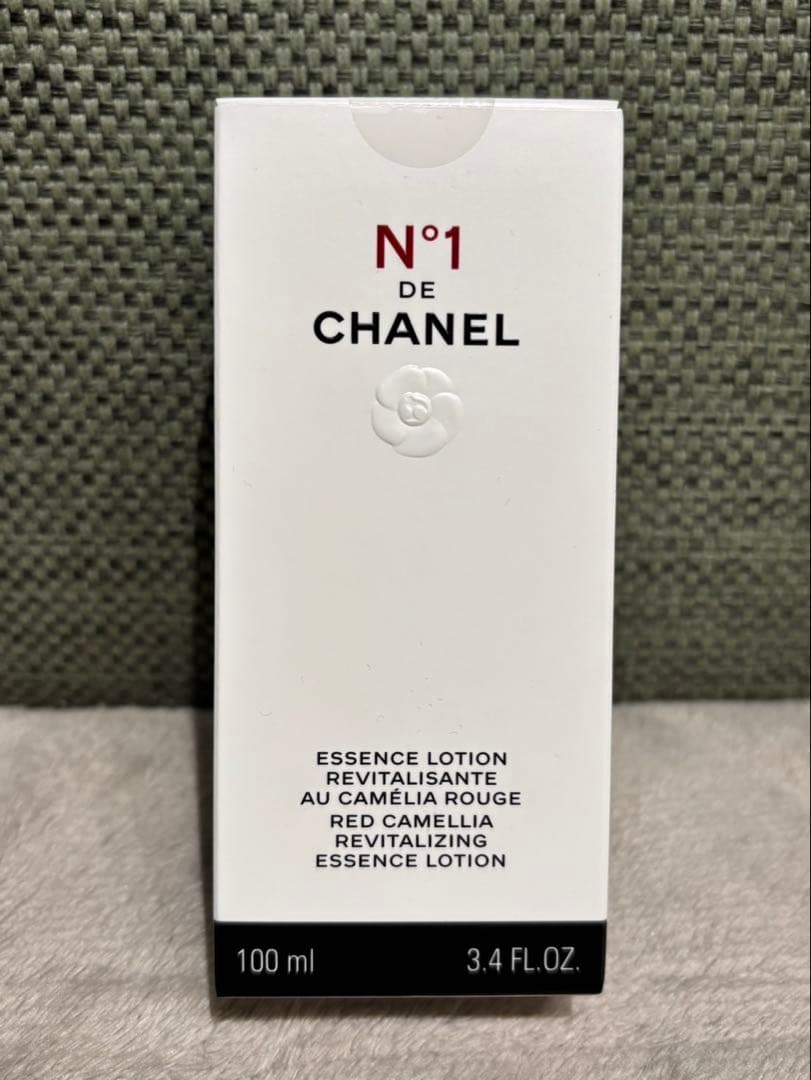 N°1
DE
CHANEL
ESSENCE LOTION
REVITALISANTE
AU CAMÉLIA ROUGE
RED CAMELLIA
REVITALIZING
ESSENCE LOTION
100 ml 3.4 FL.OZ.